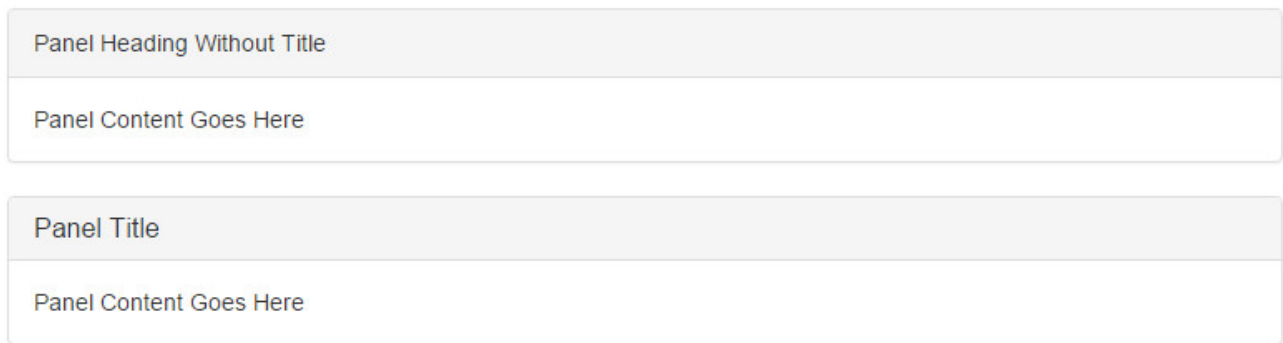 Panel Heading Without Title
Panel Content Goes Here
Panel Title
Panel Content Goes Here